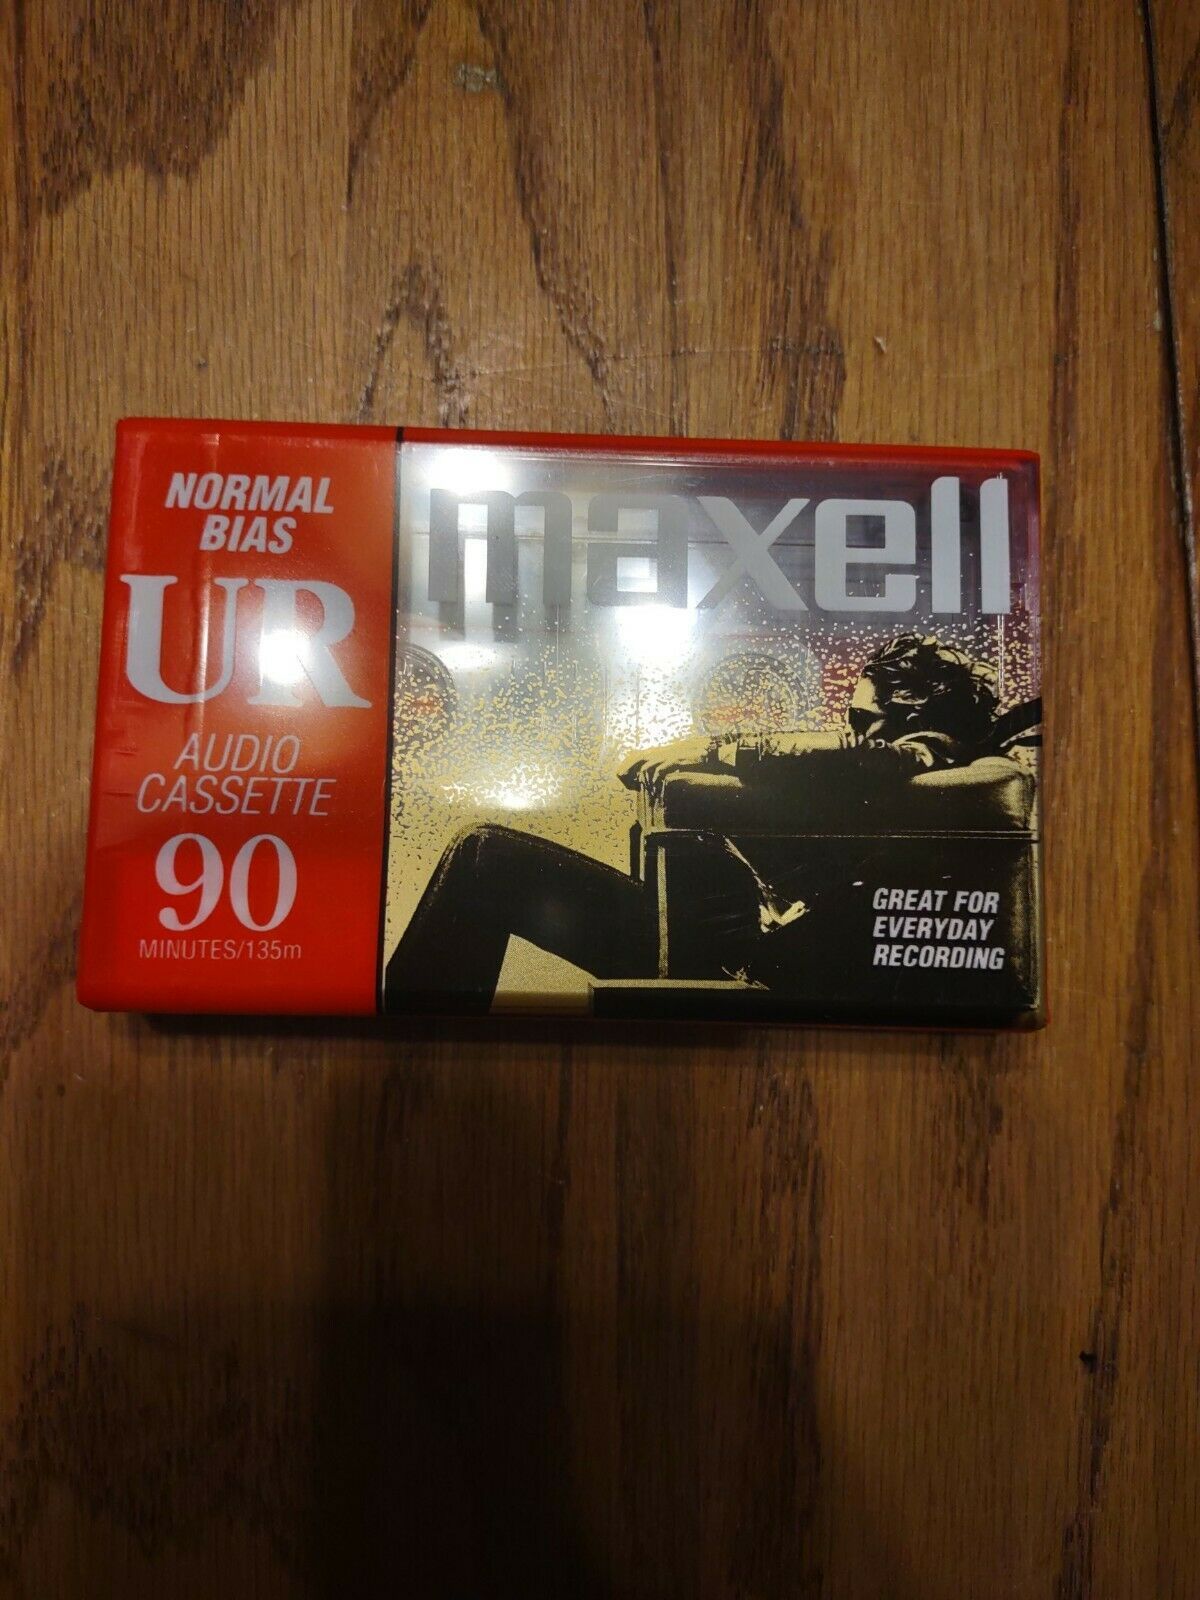 NORMAL
BIAS
UR
AUDIO
CASSETTE
90
MINUTES/135m
maxell
GREAT FOR
EVERYDAY
RECORDING